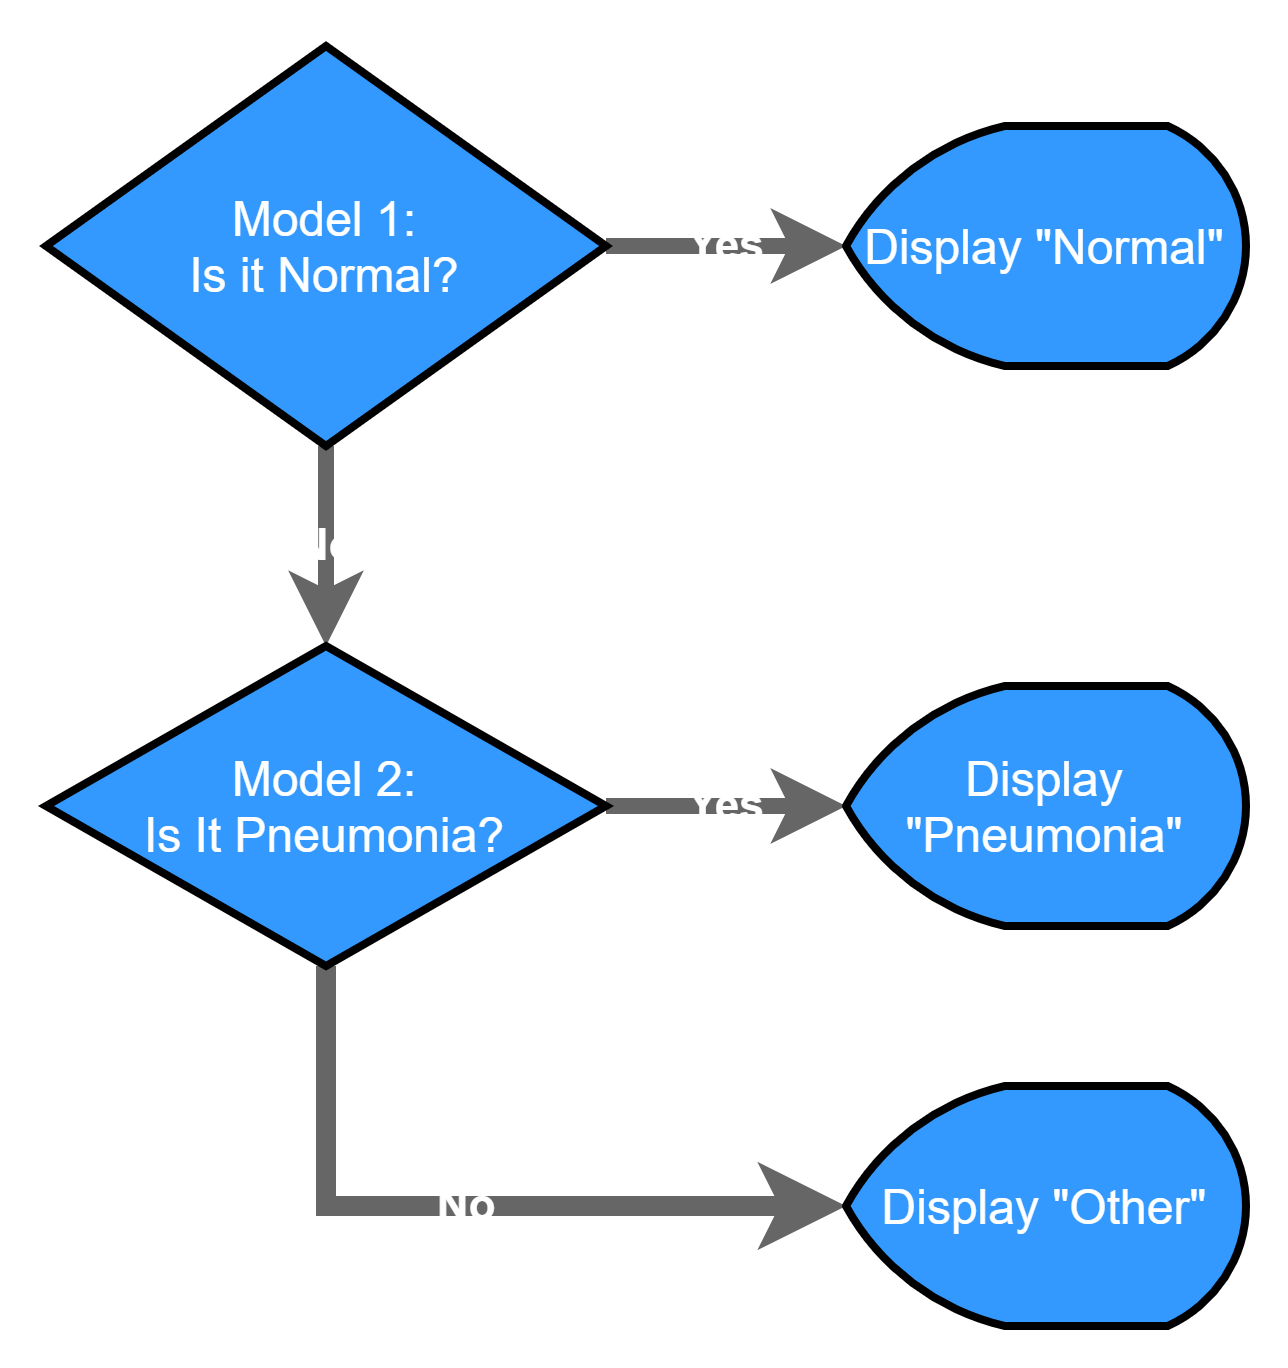 Model 1:
Is it Normal?
Yes
Display "Normal"
No
Model 2:
Is It Pneumonia?
Yes
Display
"Pneumonia"
No
Display "Other"